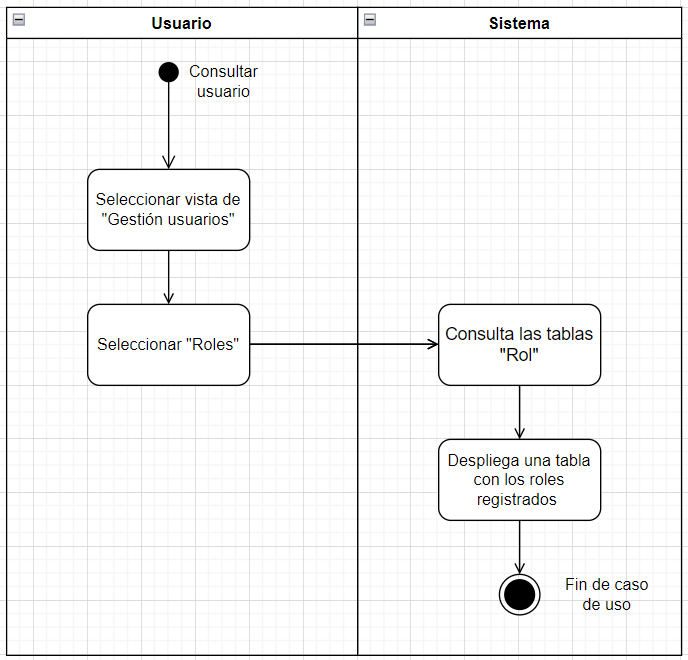 Usuario
Sistema
Consultar
usuario
Seleccionar vista de
"Gestión usuarios"
Seleccionar "Roles"
Consulta las tablas
"Rol"
Despliega una tabla
con los roles
registrados
Fin de caso
de uso